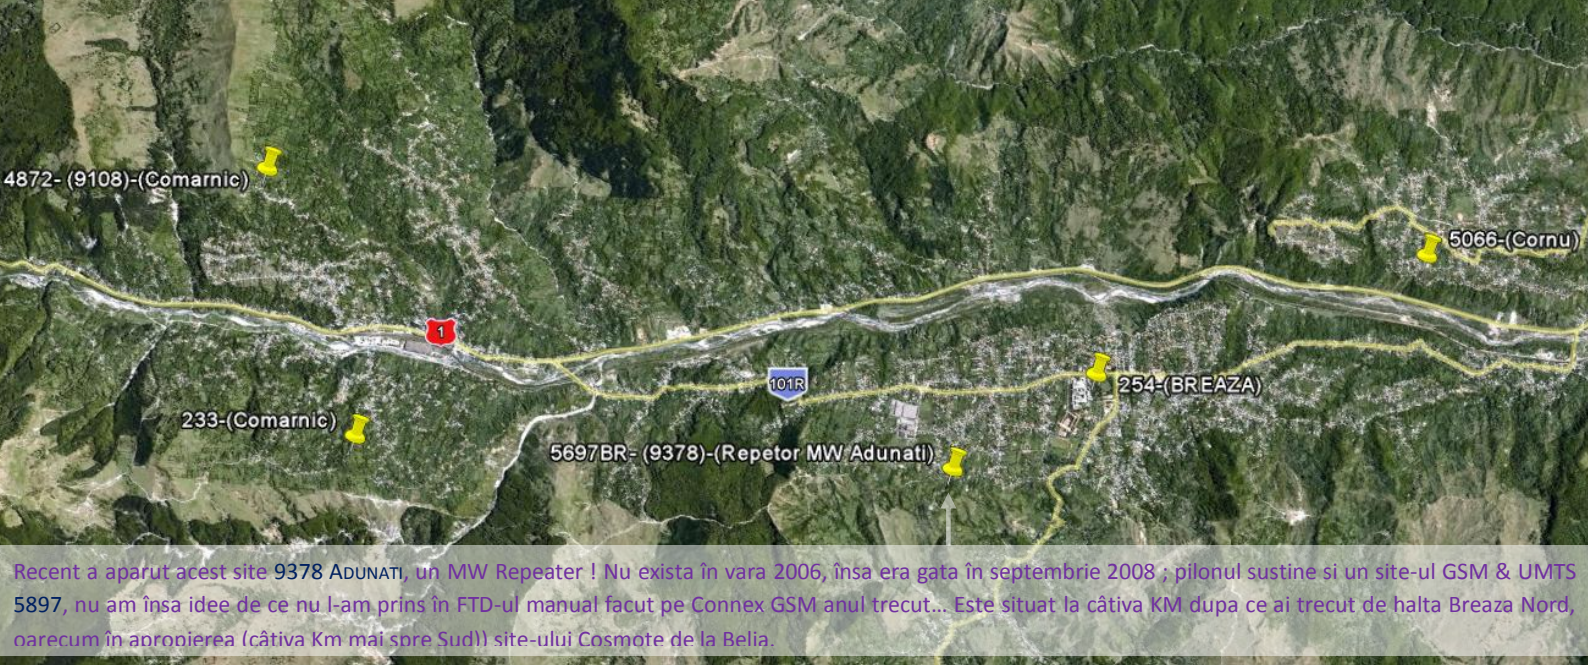 4872- (9108)-(Comarnic)
5066-(Cornu)
1
101R
254-(BREAZA)
233-(Comarnic)
5697BR- (9378)-(Repetor MW Adunati)
Recent a aparut acest site 9378 ADUNATI, un MW Repeater ! Nu exista în vara 2006, însa era gata în septembrie 2008 ; pilonul sustine si un site-ul GSM & UMTS
5897, nu am însa idee de ce nu l-am prins în FTD-ul manual facut pe Connex GSM anul trecut... Este situat la câtiva KM dupa ce ai trecut de halta Breaza Nord,
oarecum în apropierea (câtiva Km mai spre Sud)) site-ului Cosmote de la Belia.